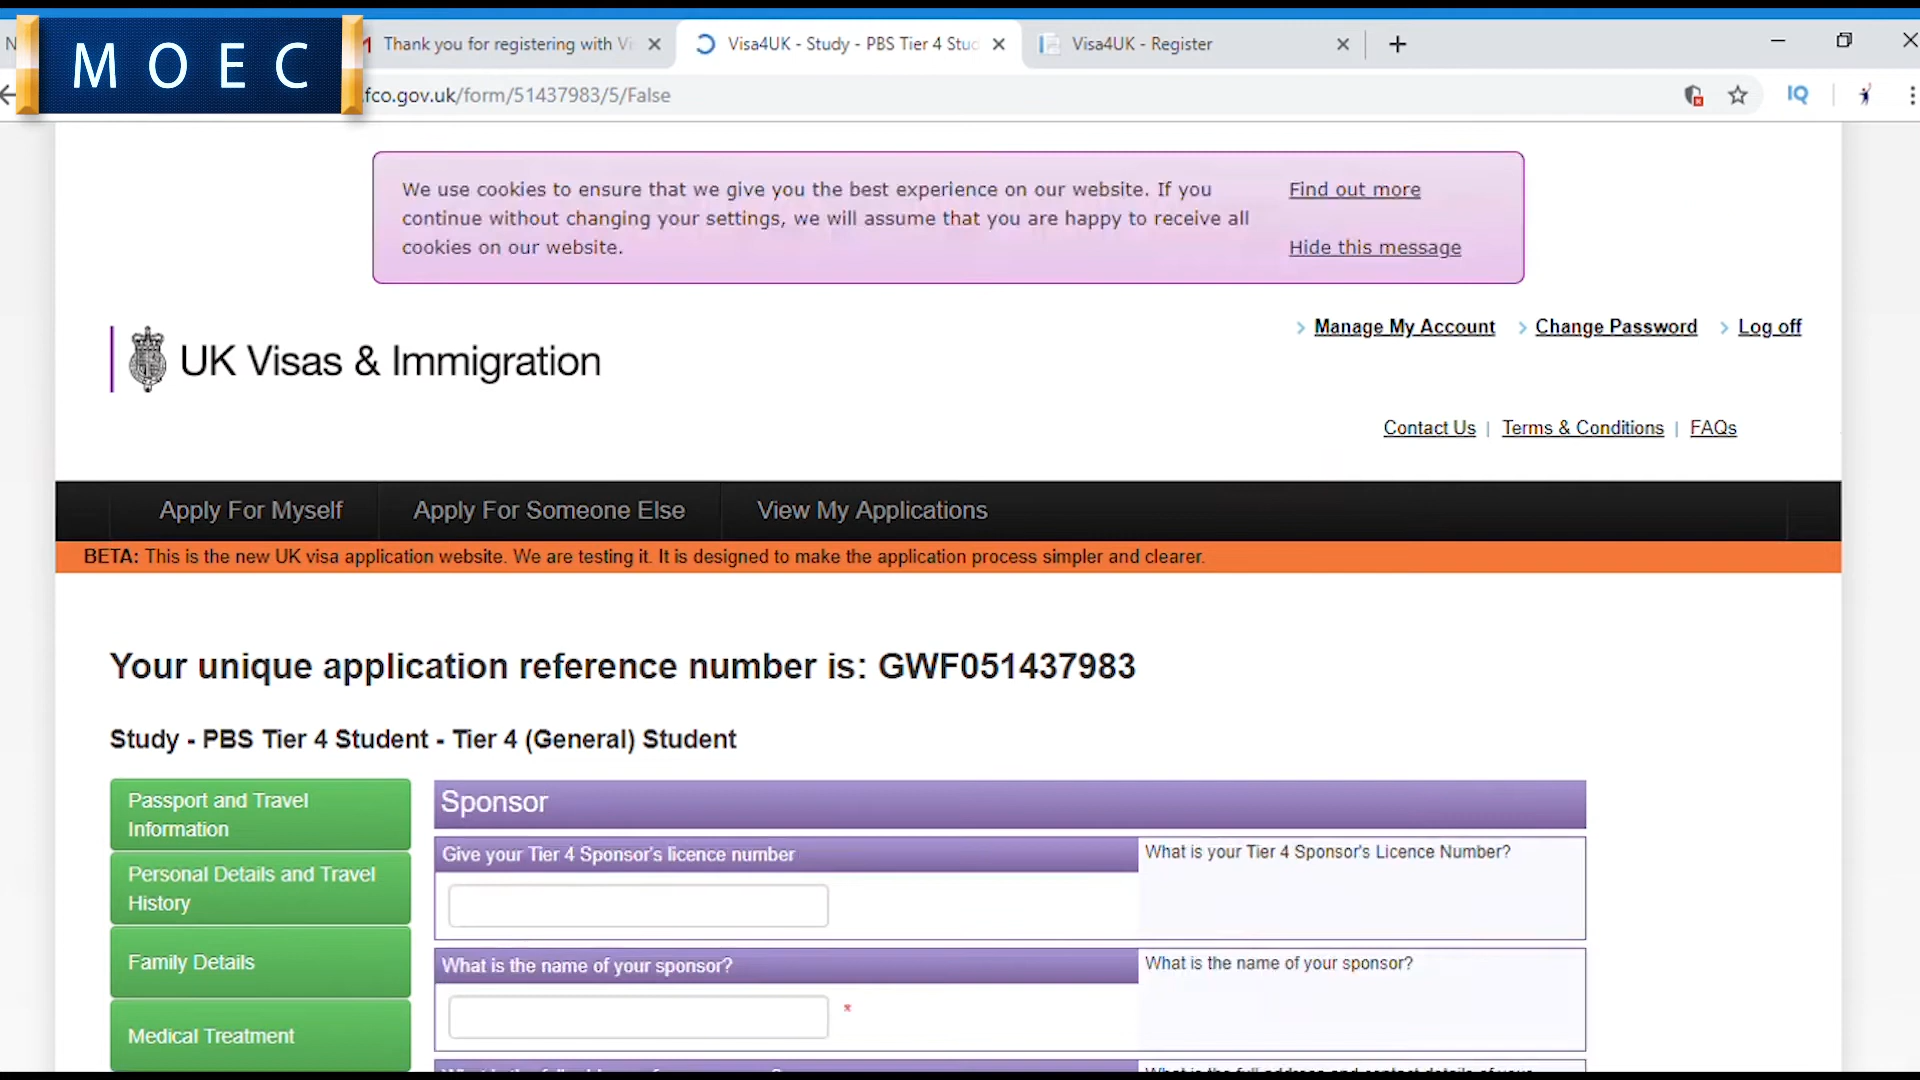 MOEC
Thank you for registering with Vi
Visa4UK - Study - PBS Tier 4 Stud
Visa4UK - Register
fco.gov.uk/form/51437983/5/False
IQ
We use cookies to ensure that we give you the best experience on our website. If you
continue without changing your settings, we will assume that you are happy to receive all
cookies on our website.
Find out more
Hide this message
UK Visas & Immigration
Manage My Account
Change Password
Log off
Contact Us | Terms & Conditions | FAQs
Apply For Myself
Apply For Someone Else
View My Applications
BETA: This is the new UK visa application website. We are testing it. It is designed to make the application process simpler and clearer.
Your unique application reference number is: GWF051437983
Study - PBS Tier 4 Student - Tier 4 (General) Student
Passport and Travel
Information
Personal Details and Travel
History
Family Details
Medical Treatment
Sponsor
Give your Tier 4 Sponsor's licence number
What is your Tier 4 Sponsor's Licence Number?
What is the name of your sponsor?
*
What is the name of your sponsor?